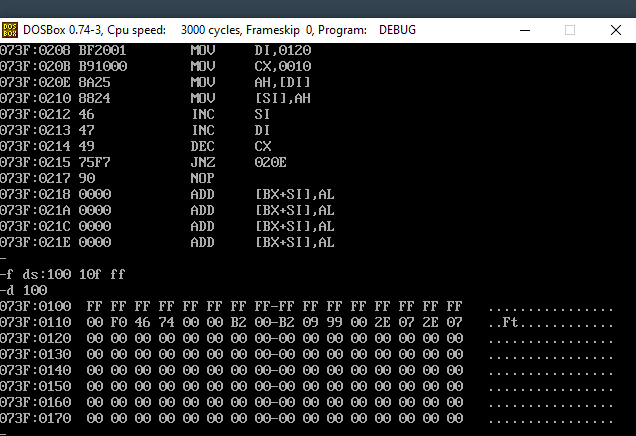 DOSBox 0.74-3, Cpu speed: 3000 cycles, Frameskip 0, Program: DEBUG
073F:0208 BF2001 MOV DI,0120
073F:020B B91000 MOV CX,0010
073F:020E 8A25 MOV AH,[DI]
073F:0210 8824 MOV [SI],AH
073F:0212 46 INC SI
073F:0213 47 INC DI
073F:0214 49 DEC CX
073F:0215 75F7 JNZ 020E
073F:0217 90 NOP
073F:0218 0000 ADD [BX+SI],AL
073F:021A 0000 ADD [BX+SI],AL
073F:021C 0000 ADD [BX+SI],AL
073F:021E 0000 ADD [BX+SI],AL
-
-f ds:100 10f ff
-d 100
073F:0100 FF FF FF FF FF FF FF FF-FF FF FF FF FF FF FF FF ................
073F:0110 00 F0 46 74 00 00 B2 00-B2 09 99 00 2E 07 2E 07 ..Ft............
073F:0120 00 00 00 00 00 00 00 00-00 00 00 00 00 00 00 00 ................
073F:0130 00 00 00 00 00 00 00 00-00 00 00 00 00 00 00 00 ................
073F:0140 00 00 00 00 00 00 00 00-00 00 00 00 00 00 00 00 ................
073F:0150 00 00 00 00 00 00 00 00-00 00 00 00 00 00 00 00 ................
073F:0160 00 00 00 00 00 00 00 00-00 00 00 00 00 00 00 00 ................
073F:0170 00 00 00 00 00 00 00 00-00 00 00 00 00 00 00 00 ................
-